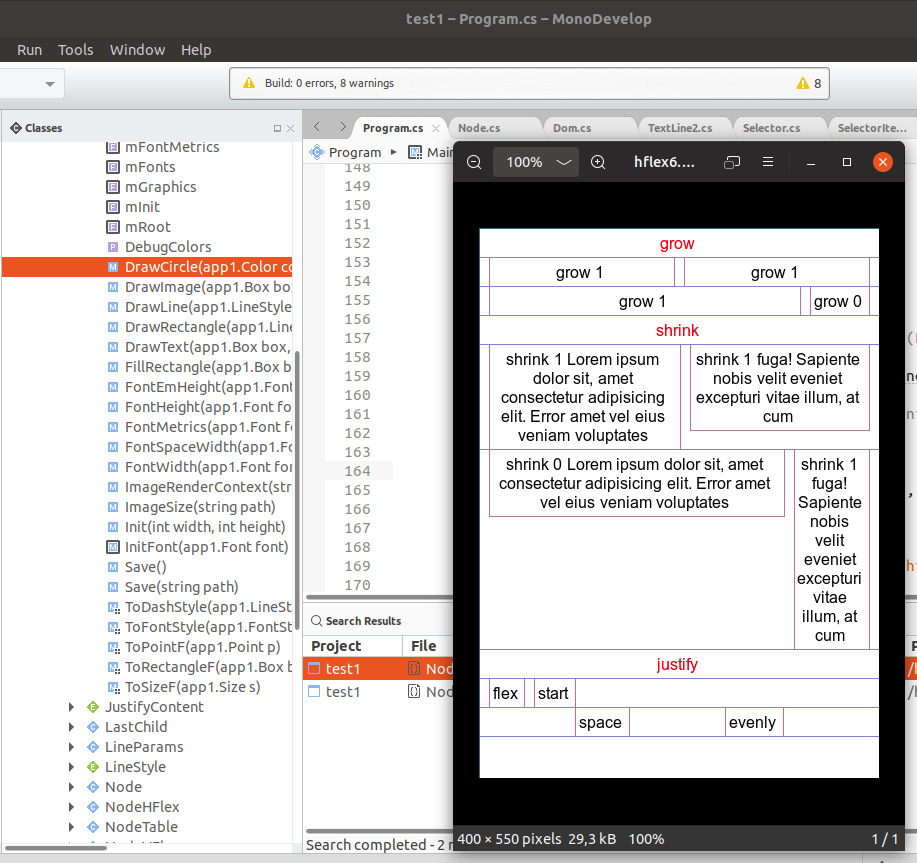 test1 – Program.cs – MonoDevelop
Run Tools Window Help
Build: 0 errors, 8 warnings 8
Classes
mFontMetrics
mFonts
mGraphics
mInit
mRoot
DebugColors
DrawCircle(app1.Color co
DrawImage(app1.Box bo
DrawLine(app1.LineStyle
DrawRectangle(app1.Line
DrawText(app1.Box box,
FillRectangle(app1.Box b
FontEmHeight(app1.Font
FontHeight(app1.Font fo
FontMetrics(app1.Font f
FontSpaceWidth(app1.Fo
FontWidth(app1.Font for
ImageRenderContext(str
ImageSize(string path)
Init(int width, int height)
InitFont(app1.Font font)
Save()
Save(string path)
ToDashStyle(app1.LineSt
ToFontStyle(app1.FontSt
ToPointF(app1.Point p)
ToRectangleF(app1.Box b
ToSizeF(app1.Size s)
JustifyContent
LastChild
LineParams
LineStyle
Node
NodeHFlex
NodeTable
Program.cs Node.cs Dom.cs TextLine2.cs Selector.cs SelectorIte...
Program Main
148
149
150
151
152
153
154
155
156
157
158
159
160
161
162
163
164
165
166
167
168
169
170
Search Results
Project File
test1 Nod
test1 Nod
Search completed - 2
100% hflex6....
grow
grow 1 grow 1
grow 1 grow 0
shrink
shrink 1 Lorem ipsum
dolor sit, amet
consectetur adipisicing
elit. Error amet vel eius
veniam voluptates
shrink 1 fuga! Sapiente
nobis velit eveniet
excepturi vitae illum, at
cum
shrink 0 Lorem ipsum dolor sit, amet
consectetur adipisicing elit. Error amet
vel eius veniam voluptates
shrink 1
fuga!
Sapiente
nobis
velit
eveniet
excepturi
vitae
illum, at
cum
justify
flex start
space evenly
400 × 550 pixels 29,3 kB 100% 1 / 1